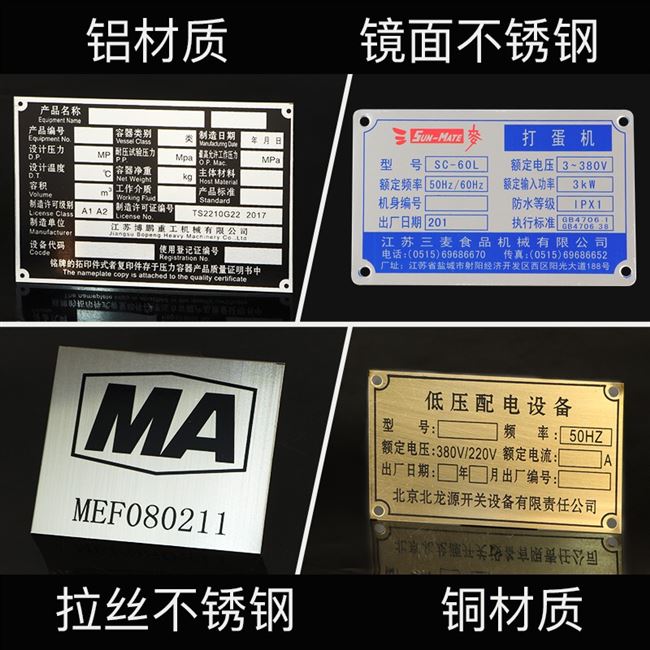 铝材质
镜面不锈钢
产品名称
Equipment Name
产品编号
Equipment No.
容器类别
Vessel Class
类
制造日期
Manufacturing Date
年 月 日
设计压力
D.P.
MP
耐压试验压力
P.P.
Mpa
最高允许工作压力
M.O. P.
MPa
设计温度
D.T
℃
容器净重
Net Weight
kg
主体材料
Host Material
容积
Volume
m³
工作介质
Working Fluid
产品标准
Standard
制造许可级别
License Class
A1 A2
制造许可证编号
License No.
TS2210G22 2017
制造单位
Manufacturer
江苏博鹏重工机械有限公司
Jiangsu Bopeng Heavy Machinery Co., Ltd
设备代码
Cocde
使用登记证编号
Registration No.
铭牌的拓印件或者复印件存于压力容器产品质量证明书中
The nameplate copy is attached to the quality certificate
SUN-MATE 麥
打蛋机
型号 SC-60L 额定电压 3~380V
额定频率 50Hz/60Hz 额定输入功率 3kW
机身编号 防水等级 IPX1
出厂日期 201 执行标准 GB4706.1
GB4706.38
江苏三麦食品机械有限公司
电话:(0515)69686670 传真:(0515)69686652
厂址:江苏省盐城市射阳经济开发区西区阳光大道188号
MA
MEF080211
低压配电设备
型号: 频率: 50HZ
额定电压:380V/220V 额定电流: A
出厂日期: 年 月 出厂编号:
北京北龙源开关设备有限责任公司
拉丝不锈钢
铜材质